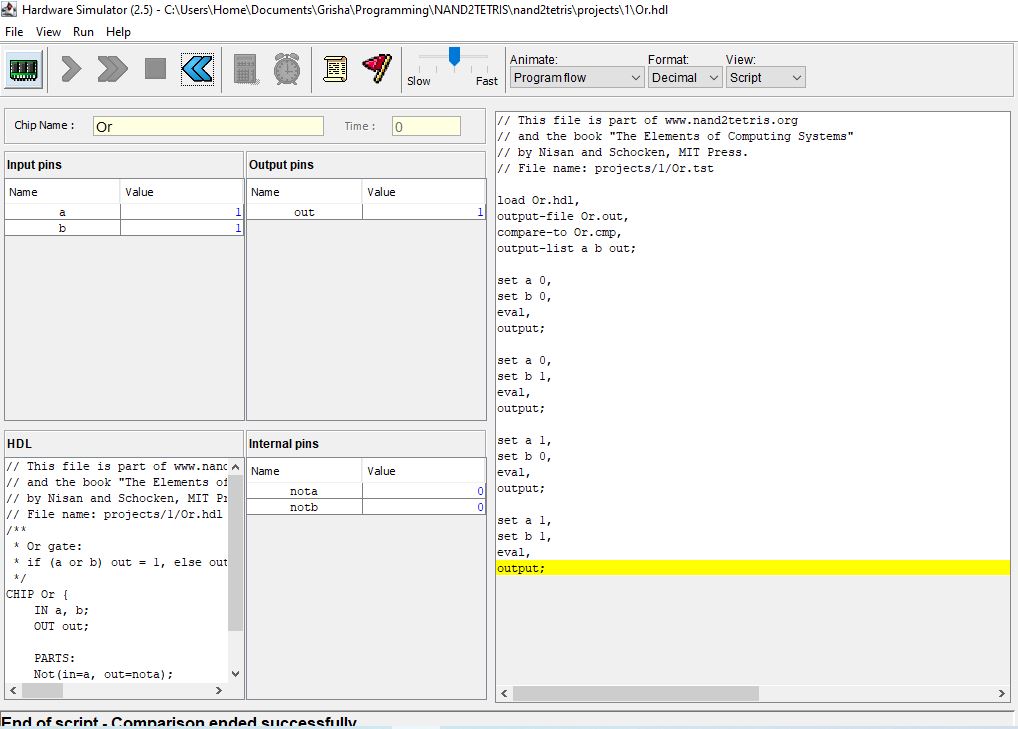 Hardware Simulator (2.5) - C:\Users\Home\Documents\Grisha\Programming\NAND2TETRIS\nand2tetris\projects\1\Or.hdl
File View Run Help
Slow Fast
Animate: Format: View:
Program flow Decimal Script
Chip Name : Or Time : 0
Input pins
Name Value
a 1
b 1
Output pins
Name Value
out 1
HDL
// This file is part of www.nand
// and the book "The Elements of
// by Nisan and Schocken, MIT Pr
// File name: projects/1/Or.hdl
/**
* Or gate:
* if (a or b) out = 1, else out
*/
CHIP Or {
IN a, b;
OUT out;
PARTS:
Not(in=a, out=nota);
Internal pins
Name Value
nota 0
notb 0
// This file is part of www.nand2tetris.org
// and the book "The Elements of Computing Systems"
// by Nisan and Schocken, MIT Press.
// File name: projects/1/Or.tst
load Or.hdl,
output-file Or.out,
compare-to Or.cmp,
output-list a b out;
set a 0,
set b 0,
eval,
output;
set a 0,
set b 1,
eval,
output;
set a 1,
set b 0,
eval,
output;
set a 1,
set b 1,
eval,
output;
End of script - Comparison ended successfully